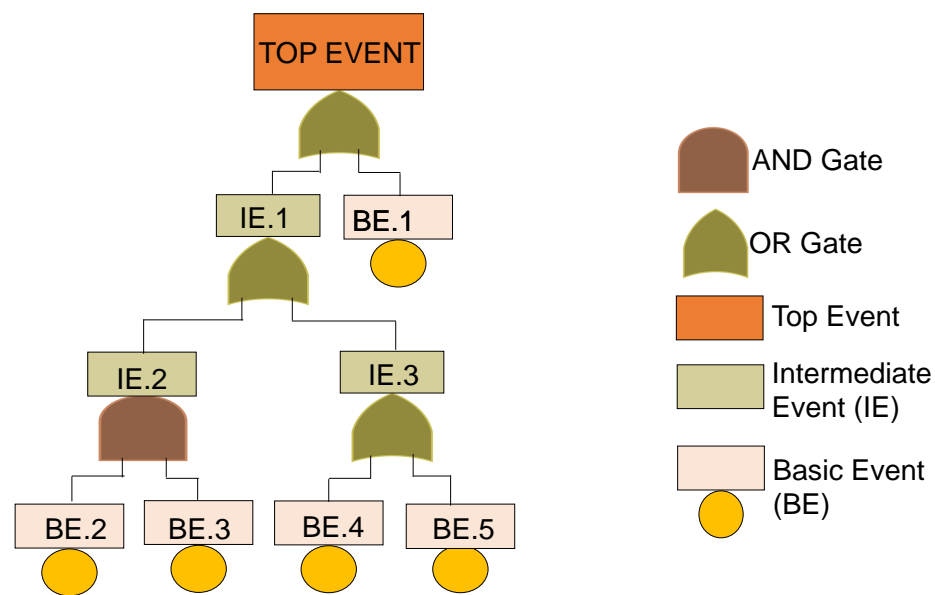 TOP EVENT
IE.1
BE.1
IE.2
IE.3
BE.2
BE.3
BE.4
BE.5
AND Gate
OR Gate
Top Event
Intermediate
Event (IE)
Basic Event
(BE)